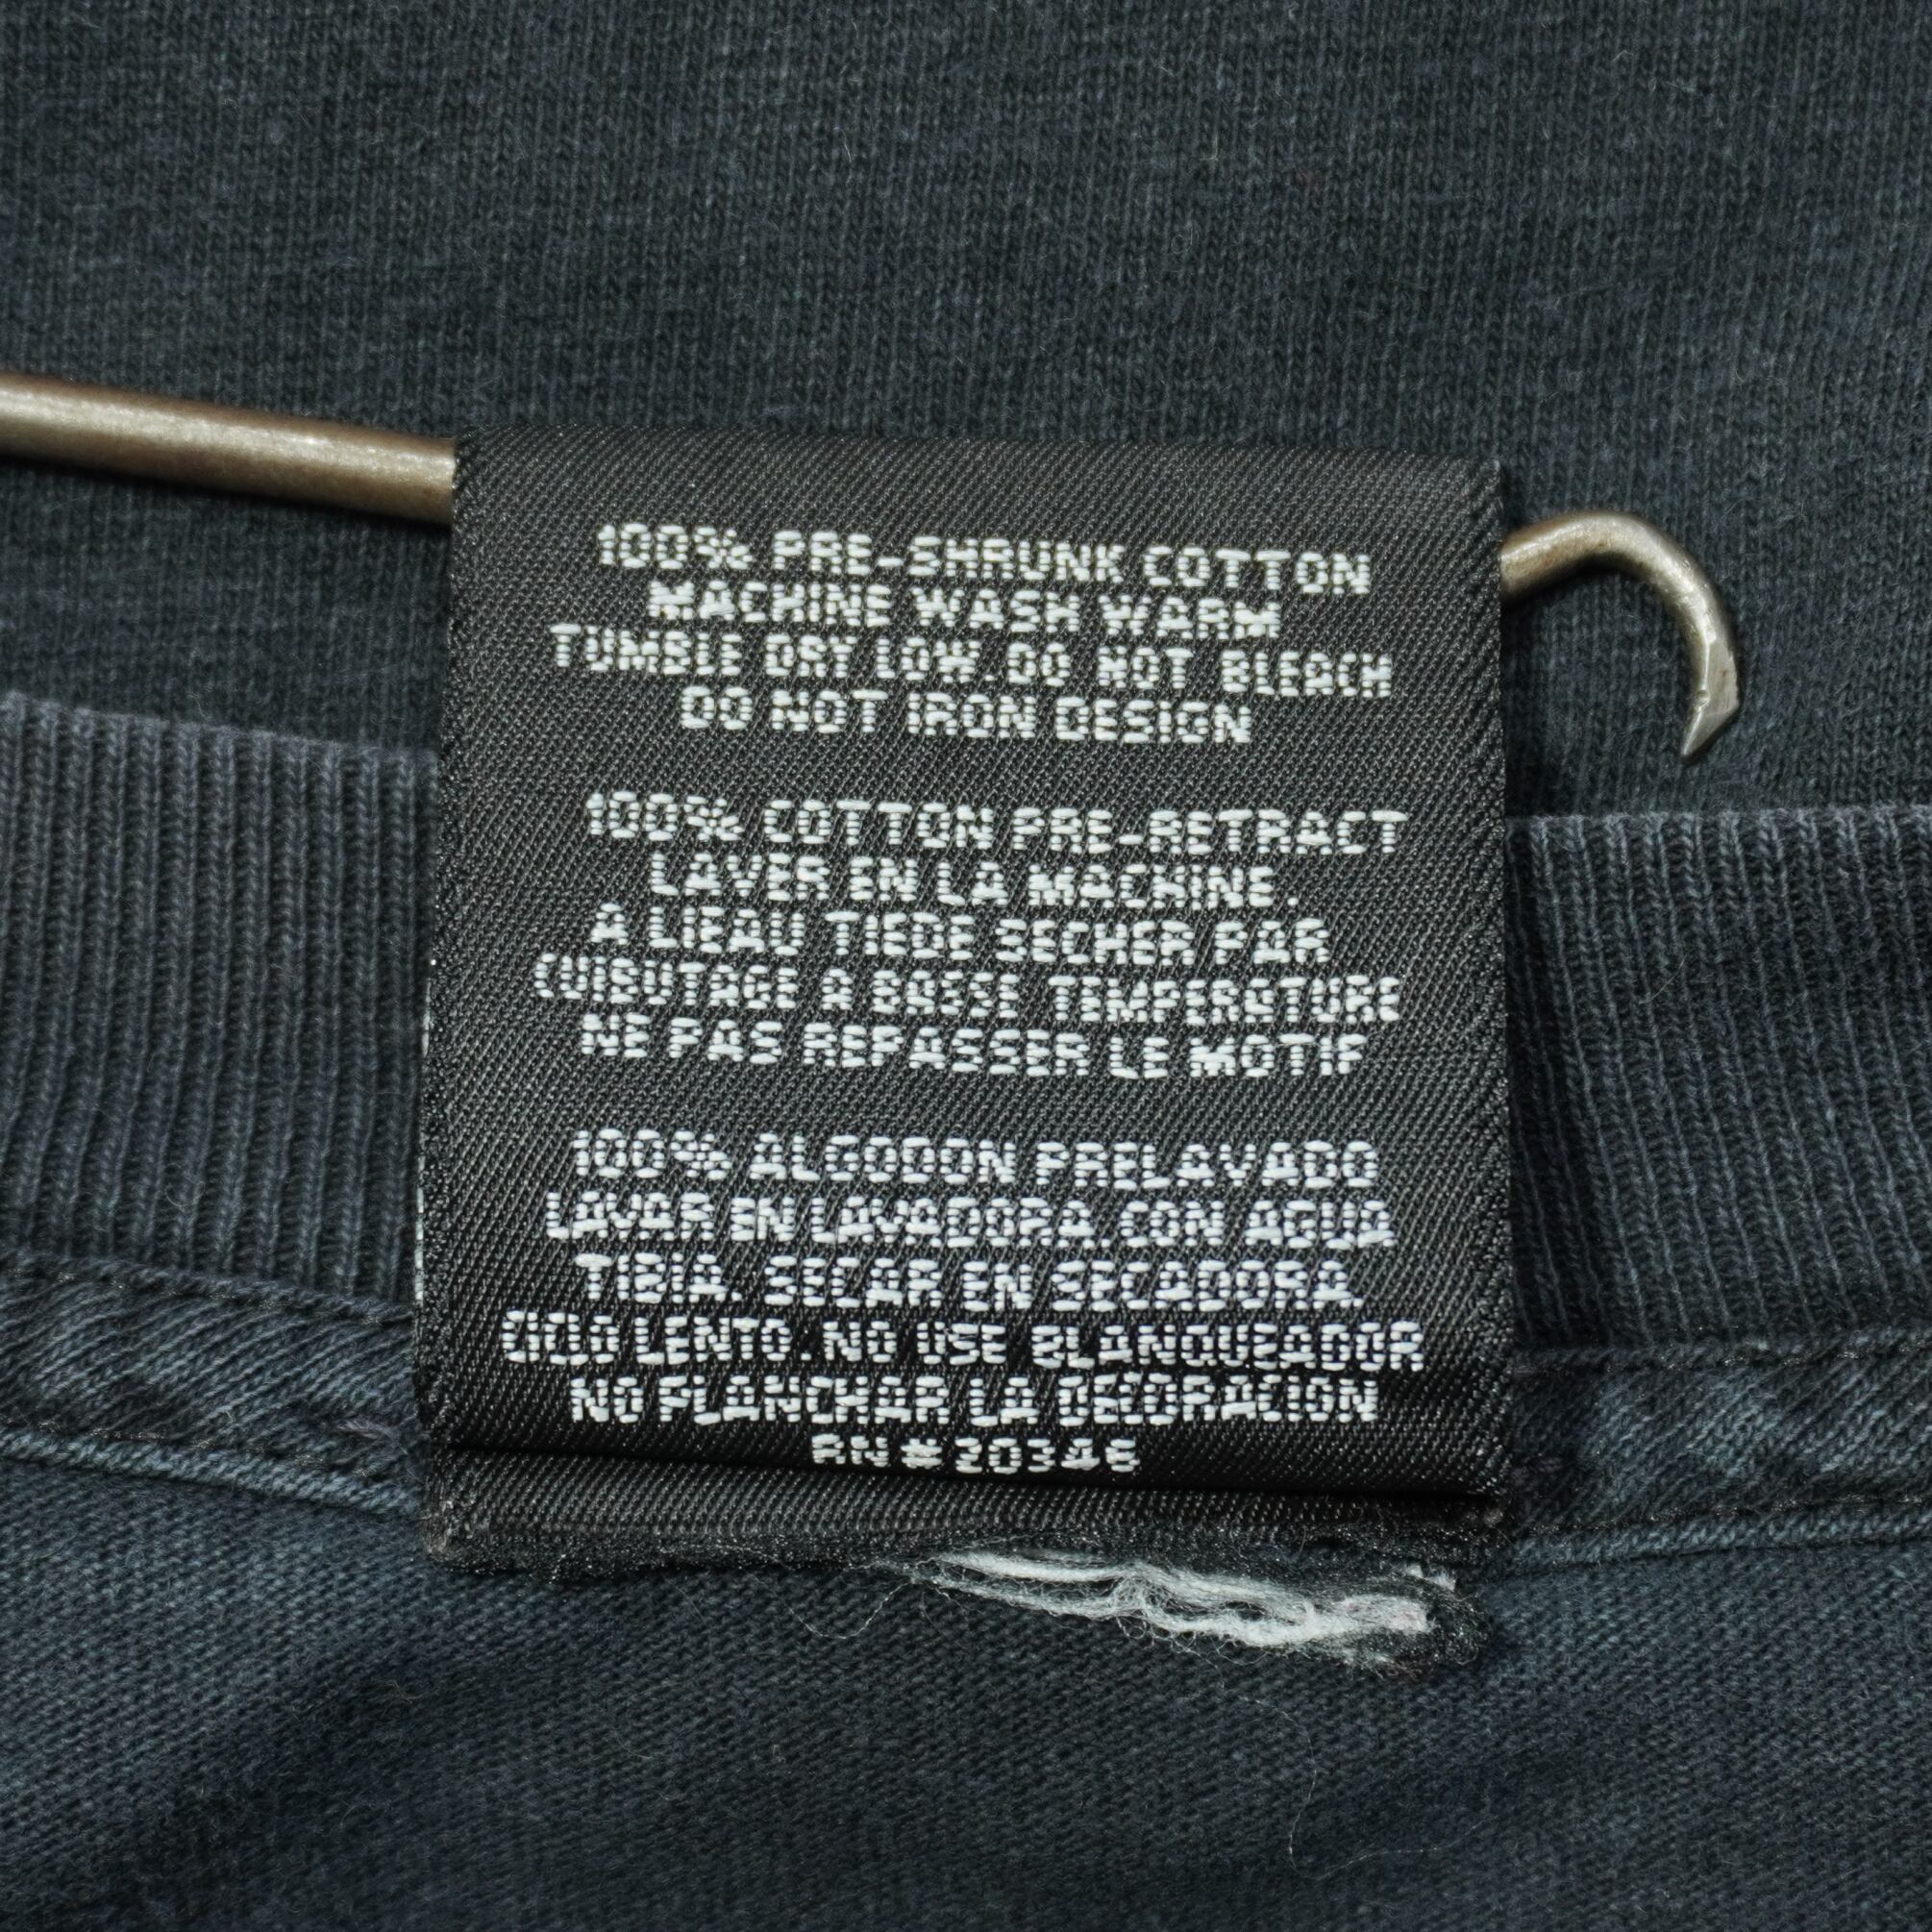 100% PRE-SHRUNK COTTON
MACHINE WASH WARM
TUMBLE DRY LOW. DO NOT BLEACH
DO NOT IRON DESIGN
100% COTTON PRE-RETRACT
LAVER EN LA MACHINE,
A L'EAU TIEDE SECHER PAR
CUIBUTAGE A BASSE TEMPERATURE
NE PAS REPASSER LE MOTIF
100% ALGODON PRELAVADO
LAVAR EN LAVADORA CON AGUA
TIBIA. SECAR EN SECADORA.
CICLO LENTO. NO USE BLANQUEADOR
NO PLANCHAR LA DECORACION
RN # 20346